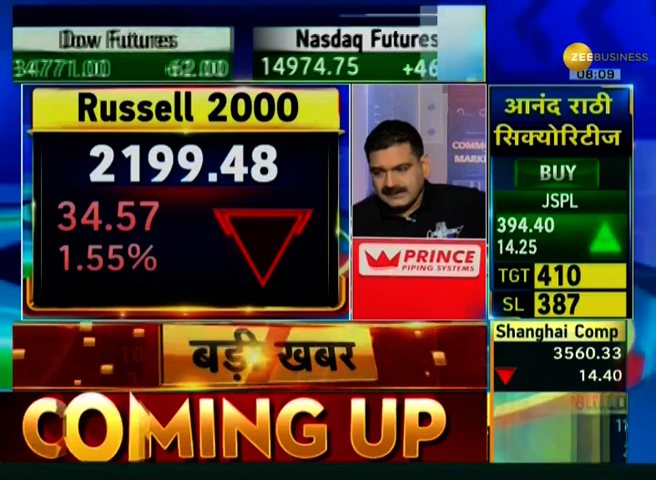 Dow Futures
34771.00
Nasdaq Futures
14974.75 +46
ZEE BUSINESS
08:09
Russell 2000
2199.48
34.57
1.55%
COMMO
MARK
PRINCE
PIPING SYSTEMS
आनंद राठी
सिक्योरिटीज
BUY
JSPL
394.40
14.25
TGT 410
SL 387
Shanghai Comp
3560.33
14.40
बड़ी खबर
COMING UP